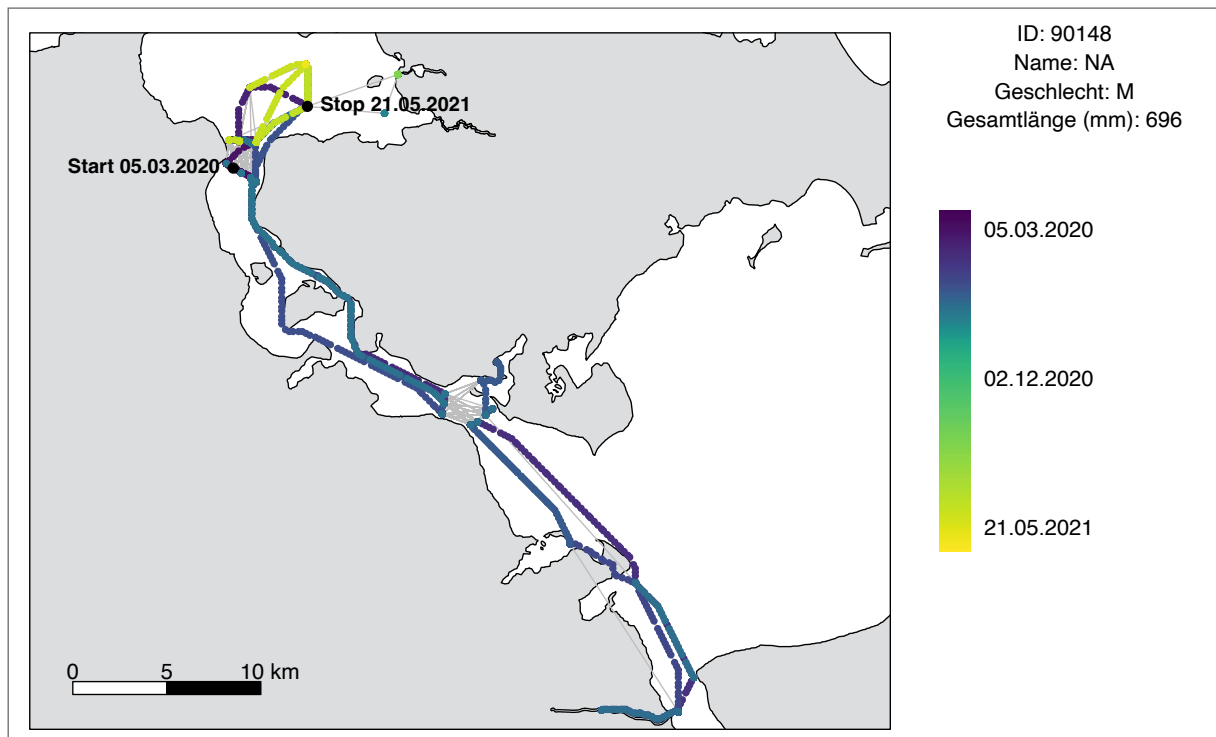 ID: 90148
Name: NA
Geschlecht: M
Gesamtlänge (mm): 696
Stop 21.05.2021
Start 05.03.2020
05.03.2020
02.12.2020
21.05.2021
0 5 10 km